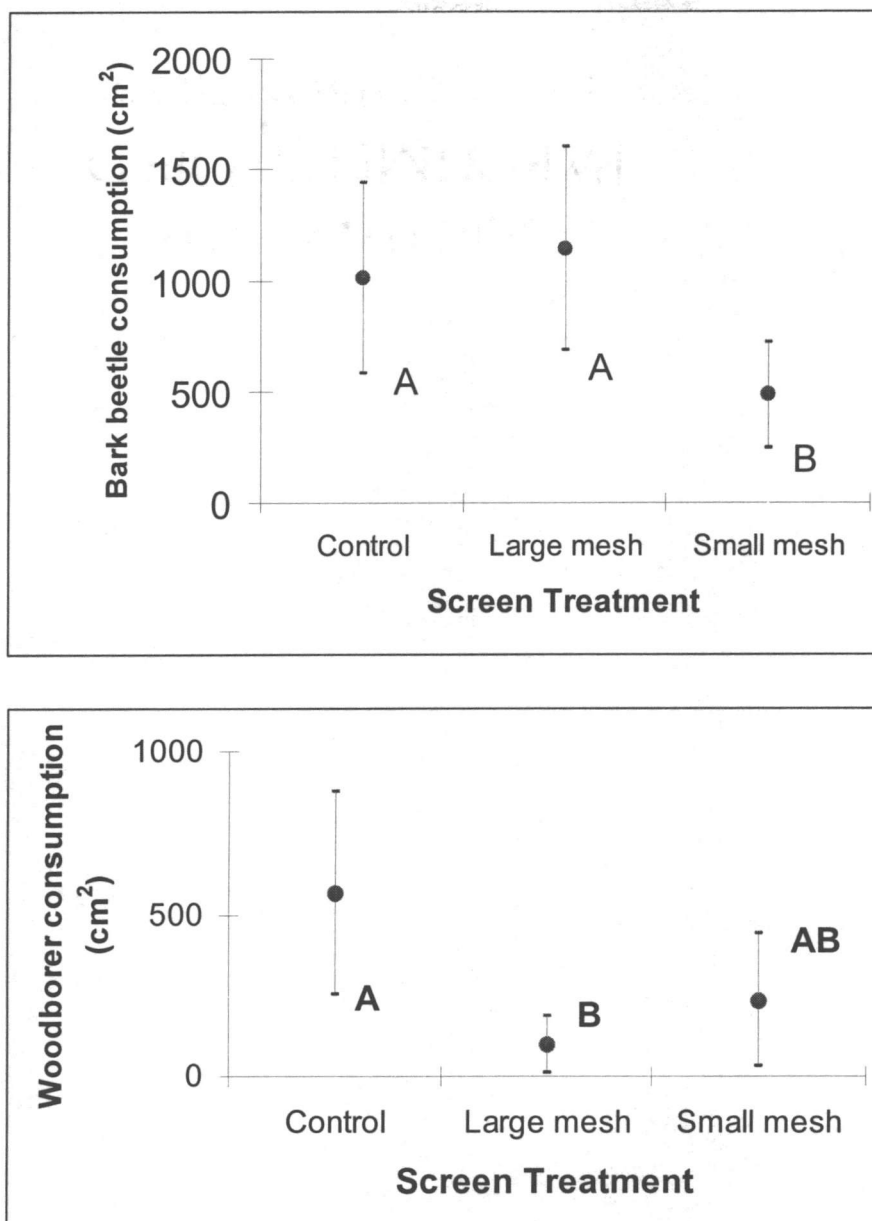 Bark beetle consumption (cm²)
2000
1500
1000
500
0
A
A
B
Control Large mesh Small mesh
Screen Treatment
Woodborer consumption
(cm²)
1000
500
0
A
B
AB
Control Large mesh Small mesh
Screen Treatment